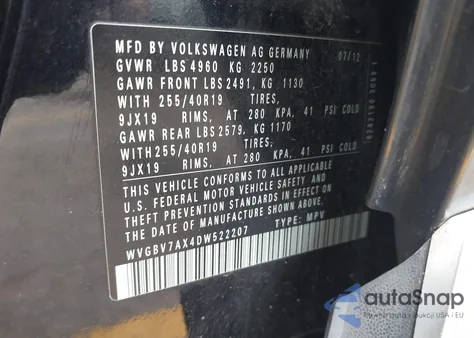 MFD BY VOLKSWAGEN AG GERMANY 07/12
GVWR LBS 4960 KG 2250
GAWR FRONT LBS 2491, KG 1130
WITH 255/40R19 TIRES,
9JX19 RIMS, AT 280 KPA, 41 PSI COLD
GAWR REAR LBS 2579, KG 1170
WITH 255/40R19 TIRES,
9JX19 RIMS, AT 280 KPA, 41 PSI COLD
THIS VEHICLE CONFORMS TO ALL APPLICABLE
U.S. FEDERAL MOTOR VEHICLE SAFETY AND
THEFT PREVENTION STANDARDS IN EFFECT ON
THE DATE OF MANUFACTURE SHOWN ABOVE.
WVGBV7AX4DW522207 TYPE: MPV
autoSnap